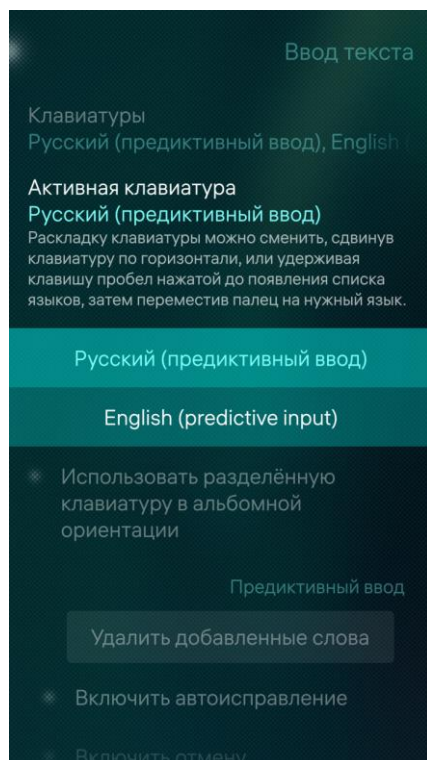 Ввод текста
Клавиатуры
Русский (предиктивный ввод), English (
Активная клавиатура
Русский (предиктивный ввод)
Раскладку клавиатуры можно сменить, сдвинув
клавиатуру по горизонтали, или удерживая
клавишу пробел нажатой до появления списка
языков, затем переместив палец на нужный язык.
Русский (предиктивный ввод)
English (predictive input)
Использовать разделённую
клавиатуру в альбомной
ориентации
Предиктивный ввод
Удалить добавленные слова
Включить автоисправление
Включить отмену